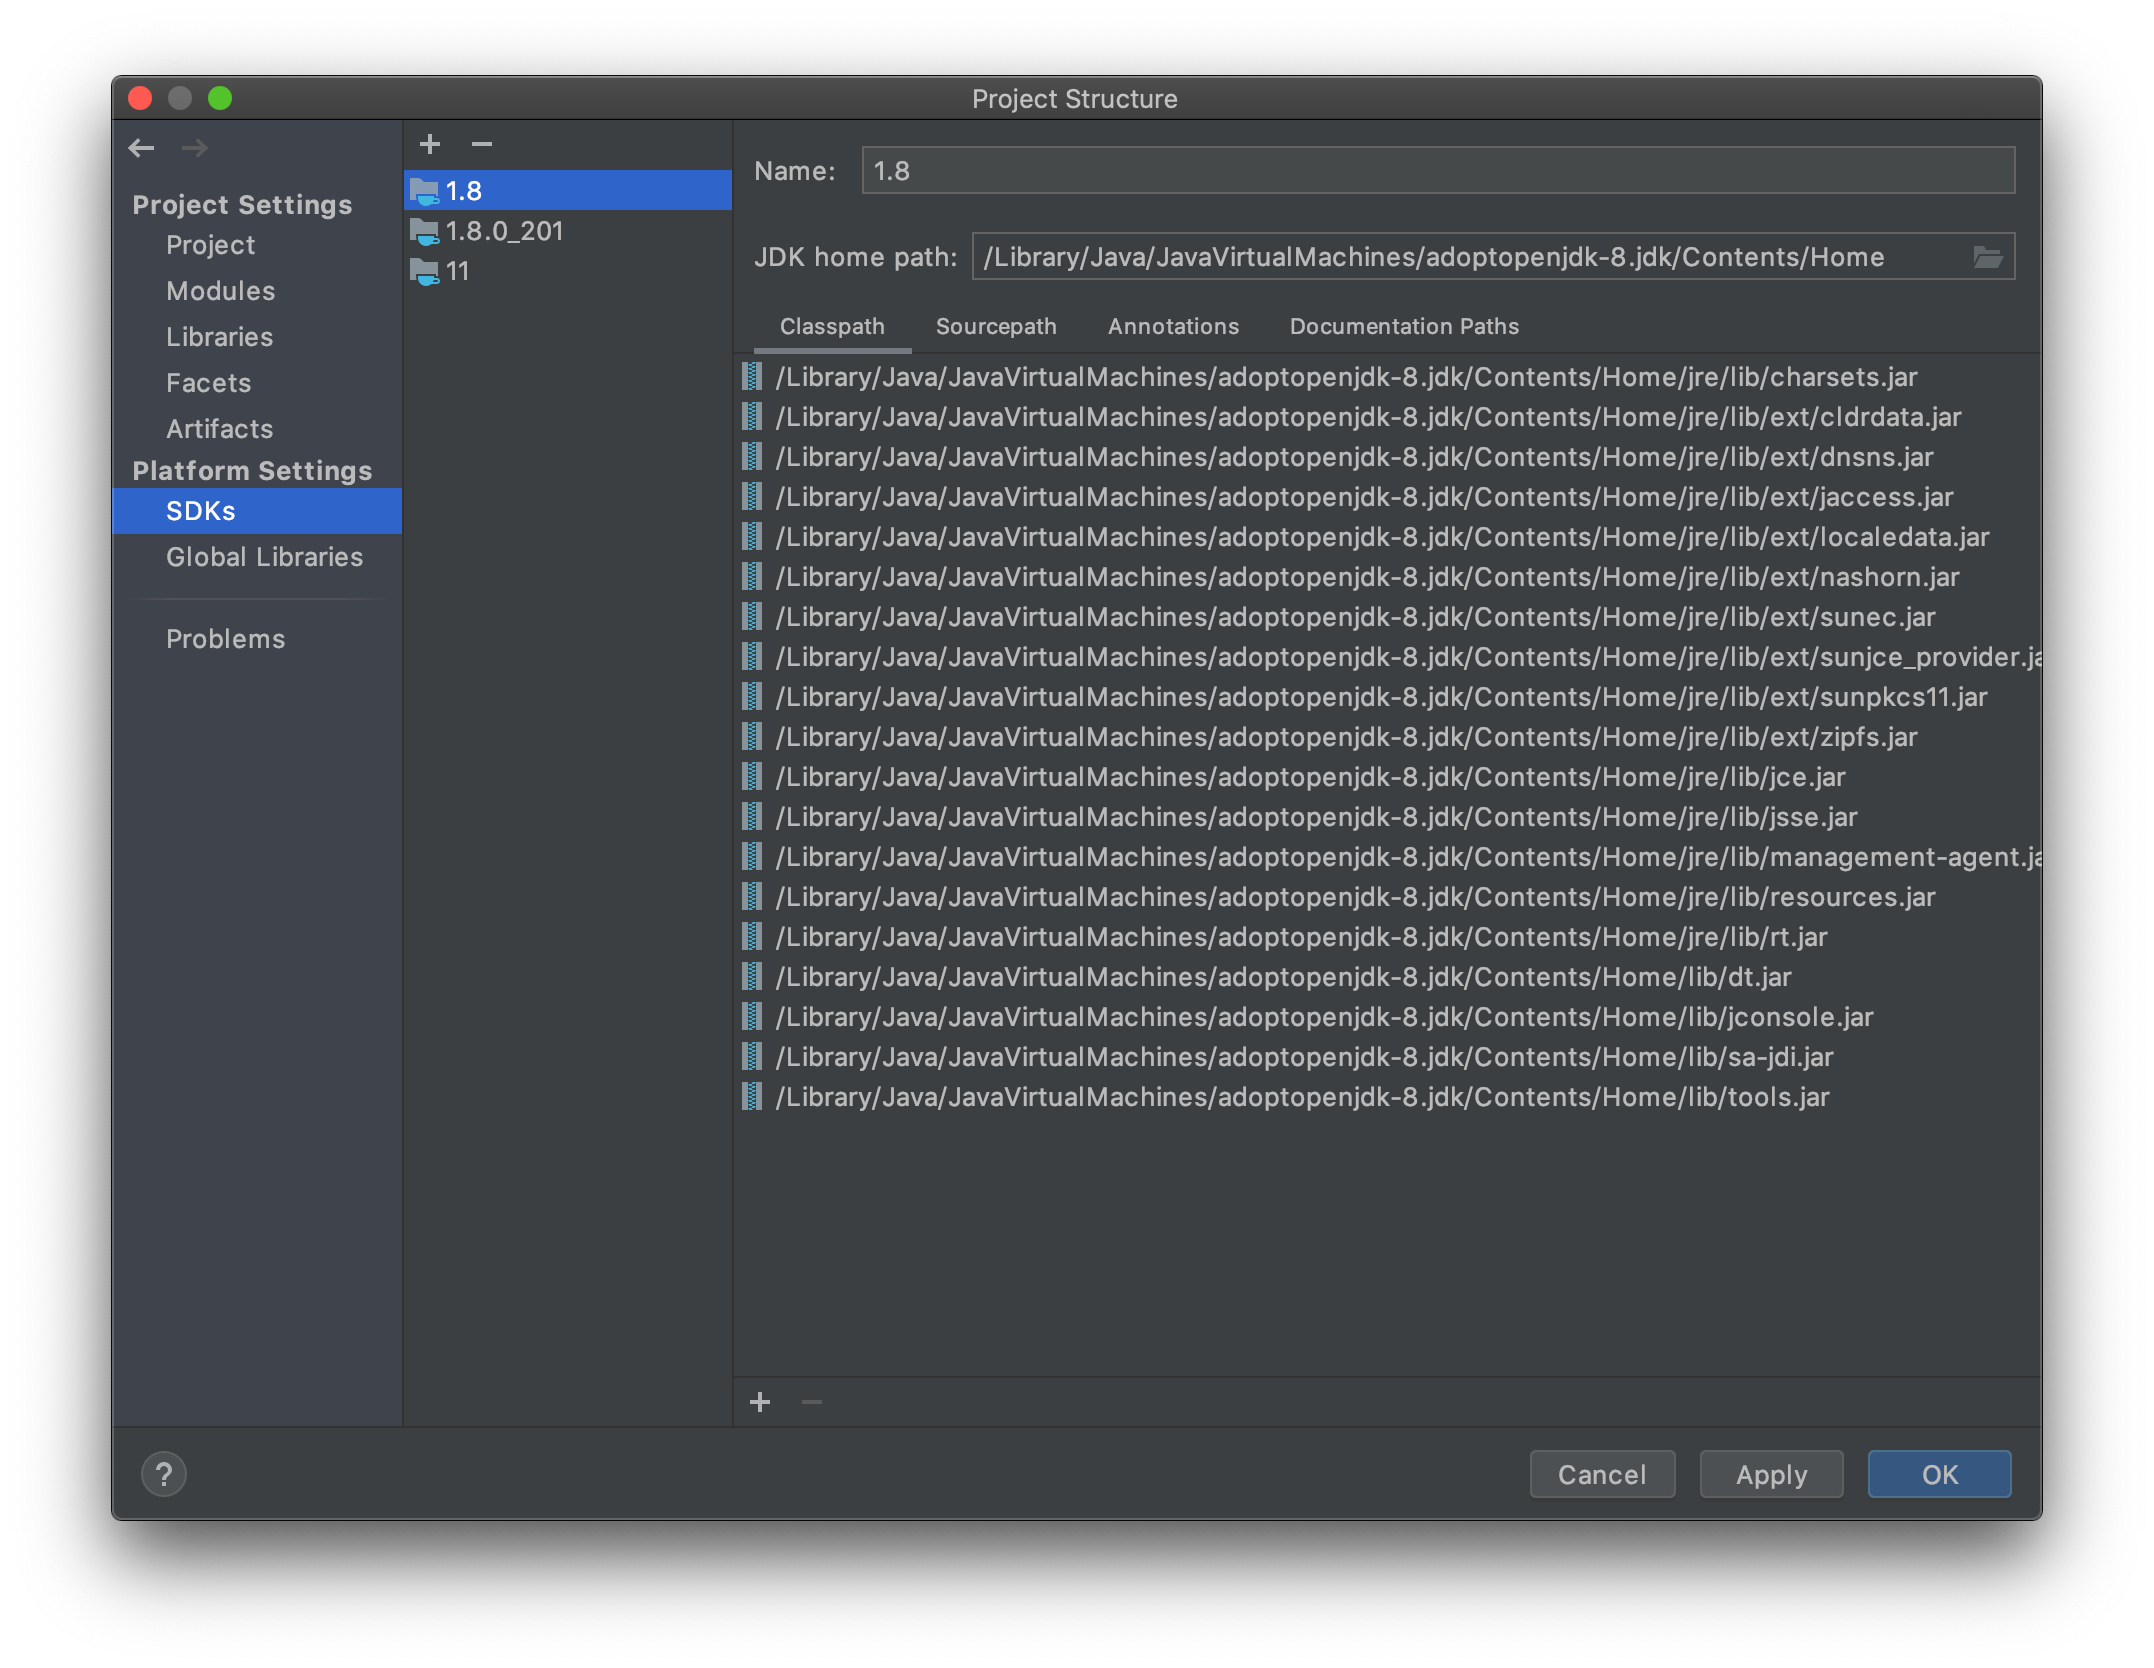 Project Structure
Project Settings
Project
Modules
Libraries
Facets
Artifacts
Platform Settings
SDKs
Global Libraries
Problems
1.8
1.8.0_201
11
Name: 1.8
JDK home path: /Library/Java/JavaVirtualMachines/adoptopenjdk-8.jdk/Contents/Home
Classpath Sourcepath Annotations Documentation Paths
/Library/Java/JavaVirtualMachines/adoptopenjdk-8.jdk/Contents/Home/jre/lib/charsets.jar
/Library/Java/JavaVirtualMachines/adoptopenjdk-8.jdk/Contents/Home/jre/lib/ext/cldrdata.jar
/Library/Java/JavaVirtualMachines/adoptopenjdk-8.jdk/Contents/Home/jre/lib/ext/dnsns.jar
/Library/Java/JavaVirtualMachines/adoptopenjdk-8.jdk/Contents/Home/jre/lib/ext/jaccess.jar
/Library/Java/JavaVirtualMachines/adoptopenjdk-8.jdk/Contents/Home/jre/lib/ext/localedata.jar
/Library/Java/JavaVirtualMachines/adoptopenjdk-8.jdk/Contents/Home/jre/lib/ext/nashorn.jar
/Library/Java/JavaVirtualMachines/adoptopenjdk-8.jdk/Contents/Home/jre/lib/ext/sunec.jar
/Library/Java/JavaVirtualMachines/adoptopenjdk-8.jdk/Contents/Home/jre/lib/ext/sunjce_provider.ja
/Library/Java/JavaVirtualMachines/adoptopenjdk-8.jdk/Contents/Home/jre/lib/ext/sunpkcs11.jar
/Library/Java/JavaVirtualMachines/adoptopenjdk-8.jdk/Contents/Home/jre/lib/ext/zipfs.jar
/Library/Java/JavaVirtualMachines/adoptopenjdk-8.jdk/Contents/Home/jre/lib/jce.jar
/Library/Java/JavaVirtualMachines/adoptopenjdk-8.jdk/Contents/Home/jre/lib/jsse.jar
/Library/Java/JavaVirtualMachines/adoptopenjdk-8.jdk/Contents/Home/jre/lib/management-agent.ja
/Library/Java/JavaVirtualMachines/adoptopenjdk-8.jdk/Contents/Home/jre/lib/resources.jar
/Library/Java/JavaVirtualMachines/adoptopenjdk-8.jdk/Contents/Home/jre/lib/rt.jar
/Library/Java/JavaVirtualMachines/adoptopenjdk-8.jdk/Contents/Home/lib/dt.jar
/Library/Java/JavaVirtualMachines/adoptopenjdk-8.jdk/Contents/Home/lib/jconsole.jar
/Library/Java/JavaVirtualMachines/adoptopenjdk-8.jdk/Contents/Home/lib/sa-jdi.jar
/Library/Java/JavaVirtualMachines/adoptopenjdk-8.jdk/Contents/Home/lib/tools.jar
? Cancel Apply OK